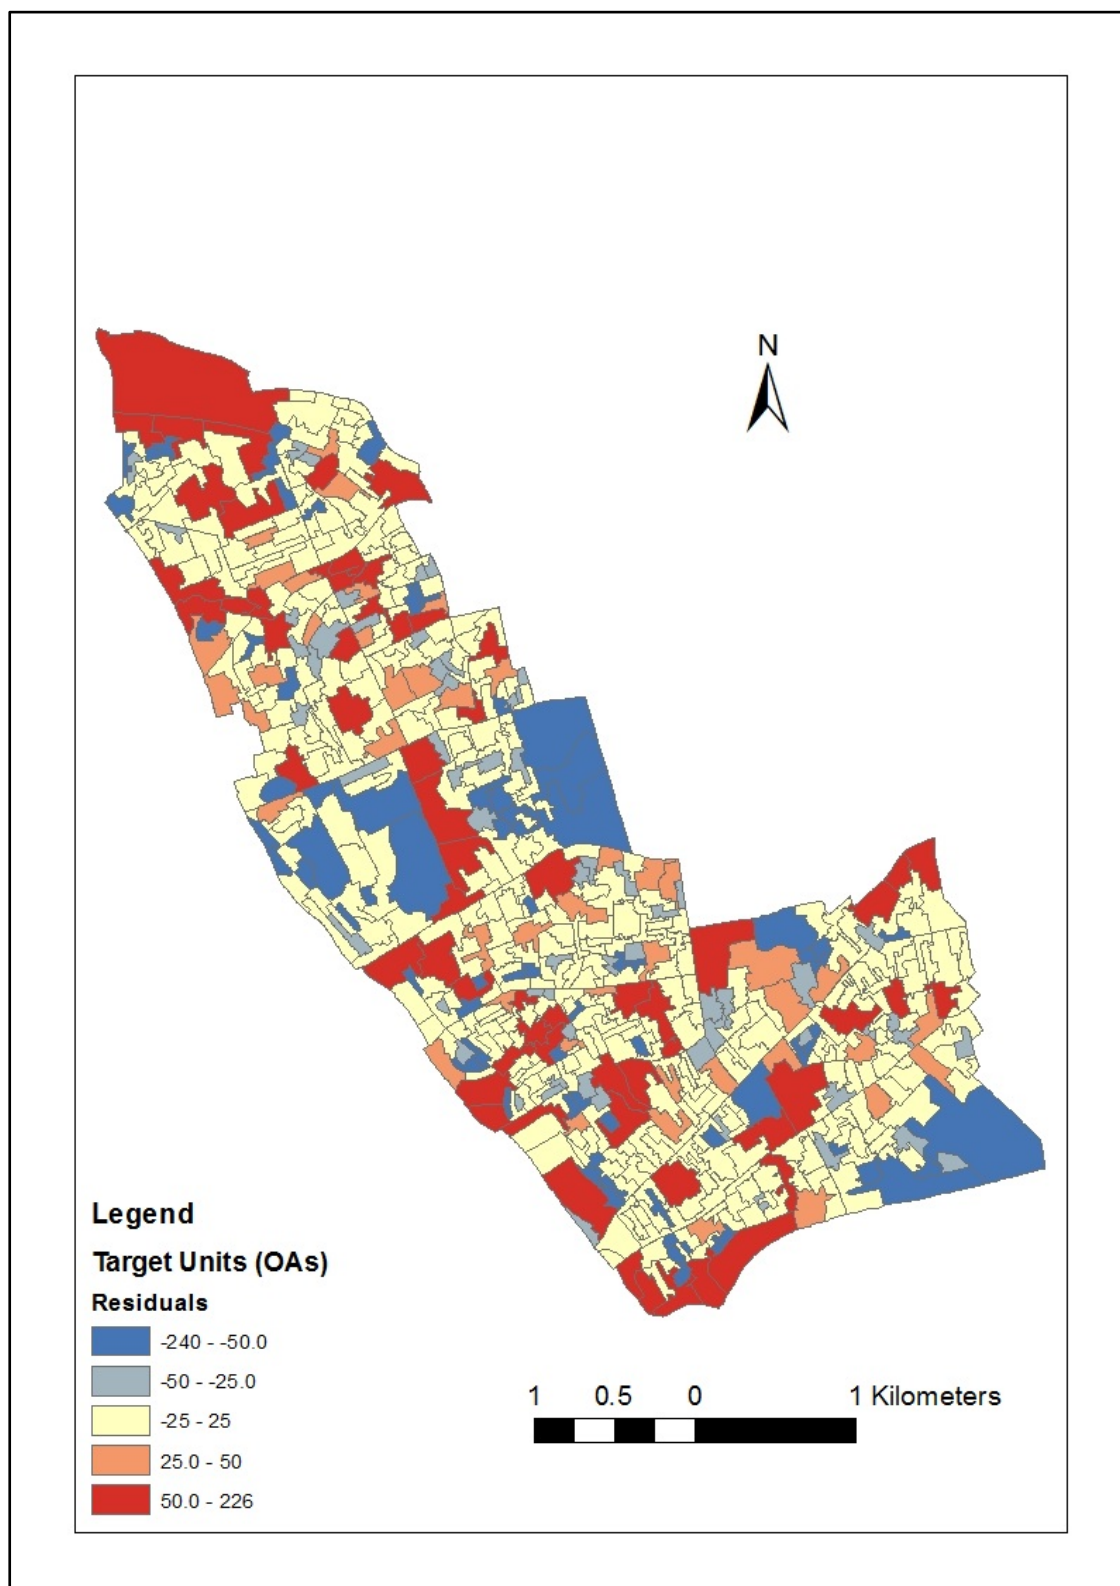 N
Legend
Target Units (OAs)
Residuals
-240 - -50.0
-50 - -25.0
-25 - 25
25.0 - 50
50.0 - 226
1 0.5 0 1 Kilometers